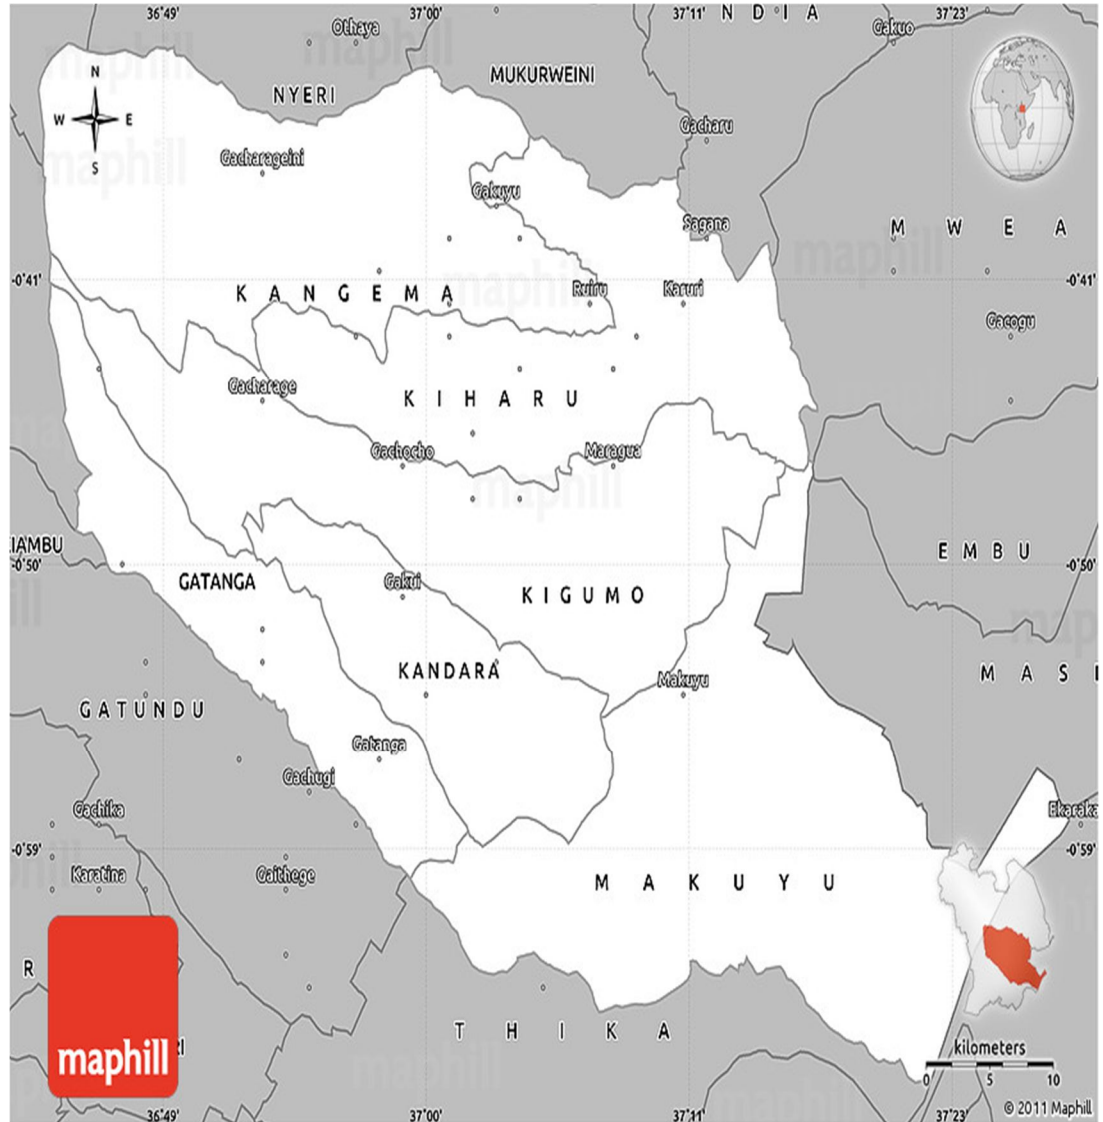 36°49' 37°00' 37°11' N D I A 37°23'
Othaya
Gakuo
NYERI
MUKURWEINI
N
W E
S
Gacharu
Gacharageini
Gakuyu
Sagana
M W E A
-0°41' -0°41'
K A N G E M A
Ruiru
Karuri
Gacogu
Gacharage
K I H A R U
Gachocho
Maragua
IAMBU
E M B U
-0°50' -0°50'
GATANGA
Gakui
K I G U M O
KANDARA
Makuyu
M A S I
G A T U N D U
Gatanga
Gachugi
Gachika
Ekaraka
-0°59' -0°59'
Karatina
Gaithege
M A K U Y U
R
T H I K A
maphill
RI
kilometers
0 5 10
36°49' 37°00' 37°11' 37°23'
© 2011 Maphill